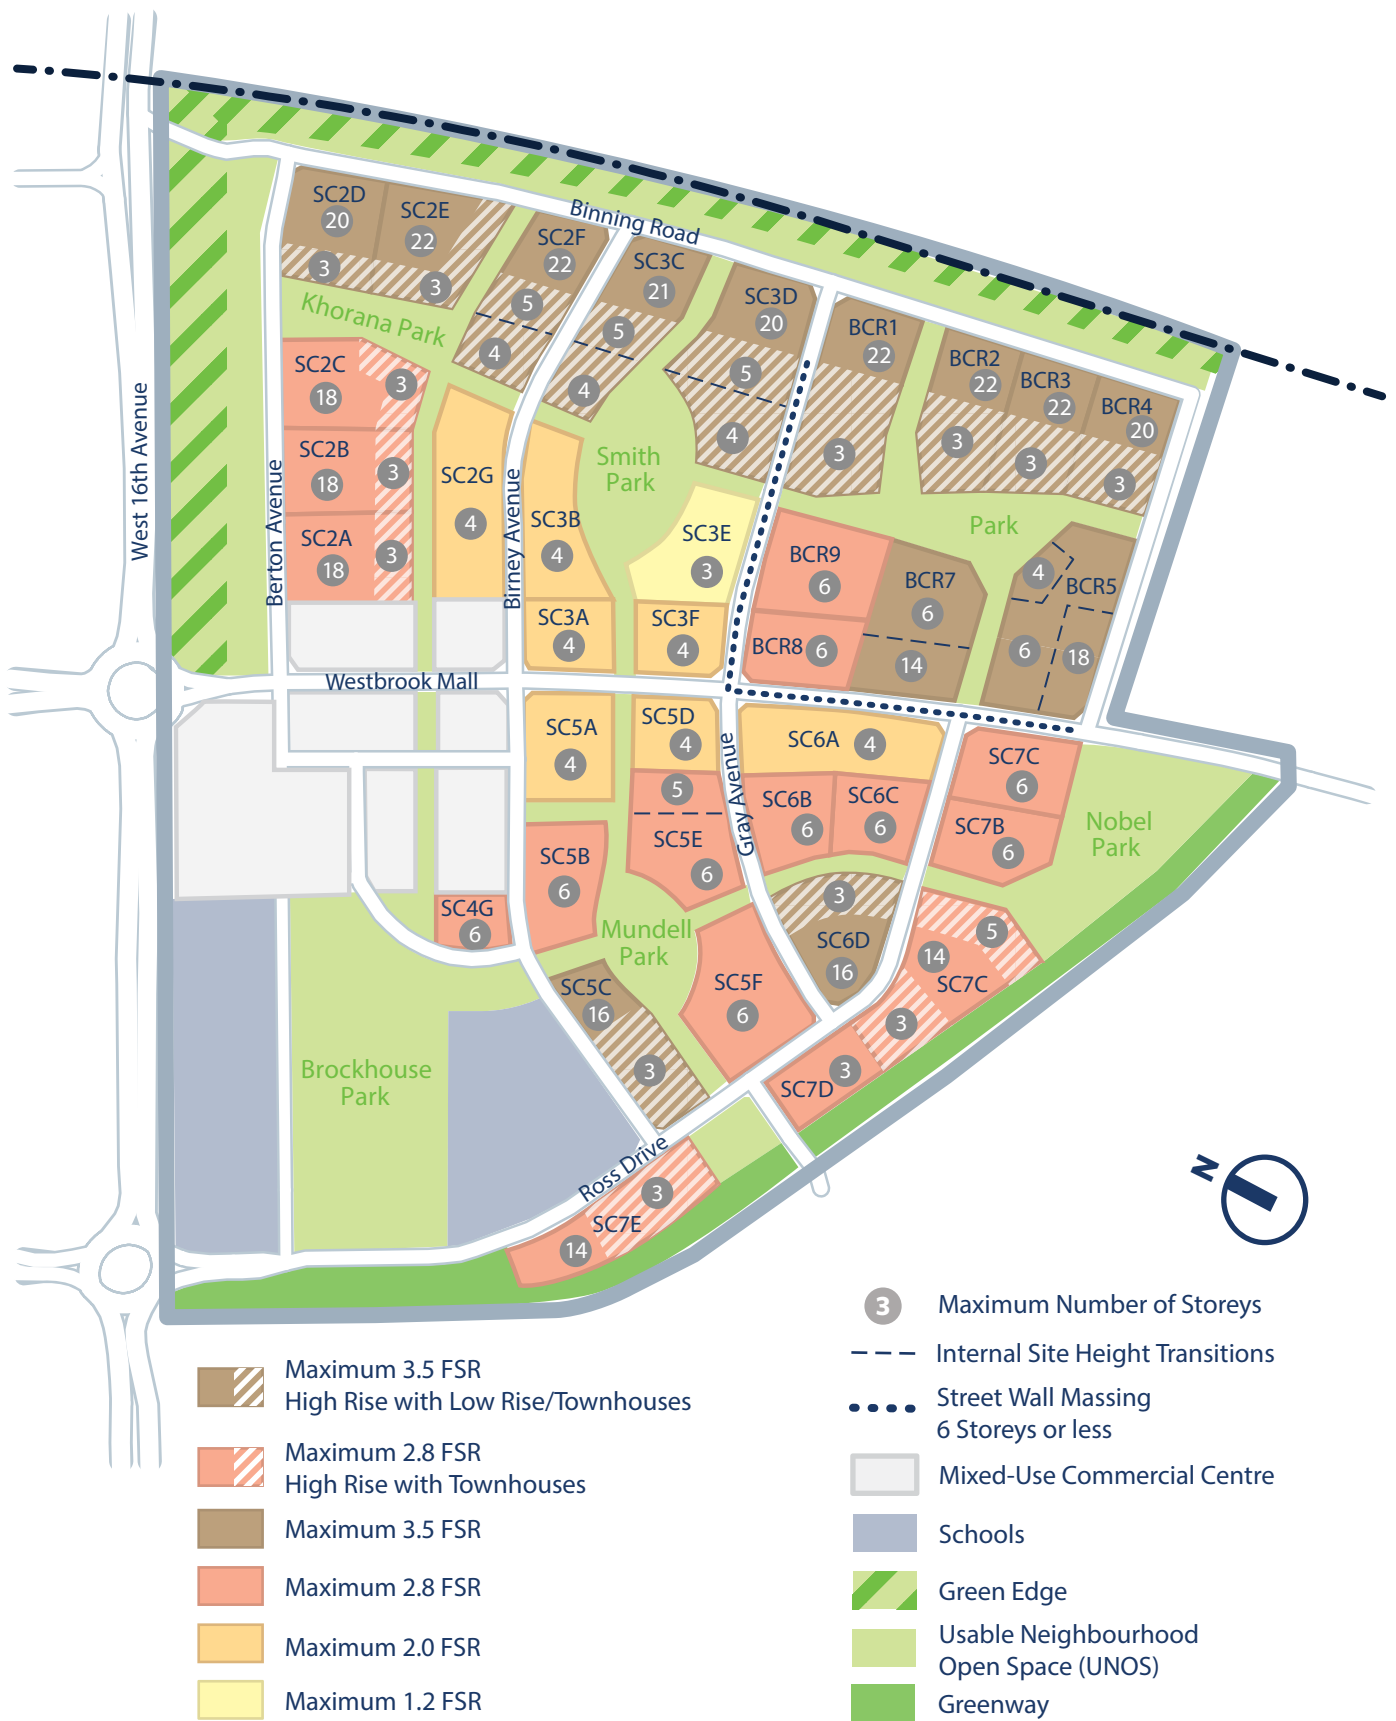 SC2D
20
3
SC2E
22
3
SC2F
22
5
4
Binning Road
SC3C
21
5
4
SC3D
20
5
4
BCR1
22
3
BCR2
22
3
BCR3
22
3
BCR4
20
3
Khorana Park
SC2C
18
3
SC2B
18
3
SC2A
18
3
West 16th Avenue
Berton Avenue
SC2G
4
Birney Avenue
SC3B
4
SC3A
4
Smith
Park
SC3E
3
SC3F
4
Park
BCR9
6
BCR8
6
BCR7
6
14
BCR5
4
6
18
Westbrook Mall
SC5A
4
SC5D
4
5
SC5E
6
Gray Avenue
SC6A
4
SC6B
6
SC6C
6
SC7C
6
SC7B
6
Nobel
Park
SC5B
6
SC4G
6
Mundell
Park
SC5C
16
3
SC5F
6
3
SC6D
16
5
14
SC7C
3
SC7D
3
Brockhouse
Park
Ross Drive
3
SC7E
14
N
Maximum 3.5 FSR
High Rise with Low Rise/Townhouses
Maximum 2.8 FSR
High Rise with Townhouses
Maximum 3.5 FSR
Maximum 2.8 FSR
Maximum 2.0 FSR
Maximum 1.2 FSR
3
Maximum Number of Storeys
Internal Site Height Transitions
Street Wall Massing
6 Storeys or less
Mixed-Use Commercial Centre
Schools
Green Edge
Usable Neighbourhood
Open Space (UNOS)
Greenway